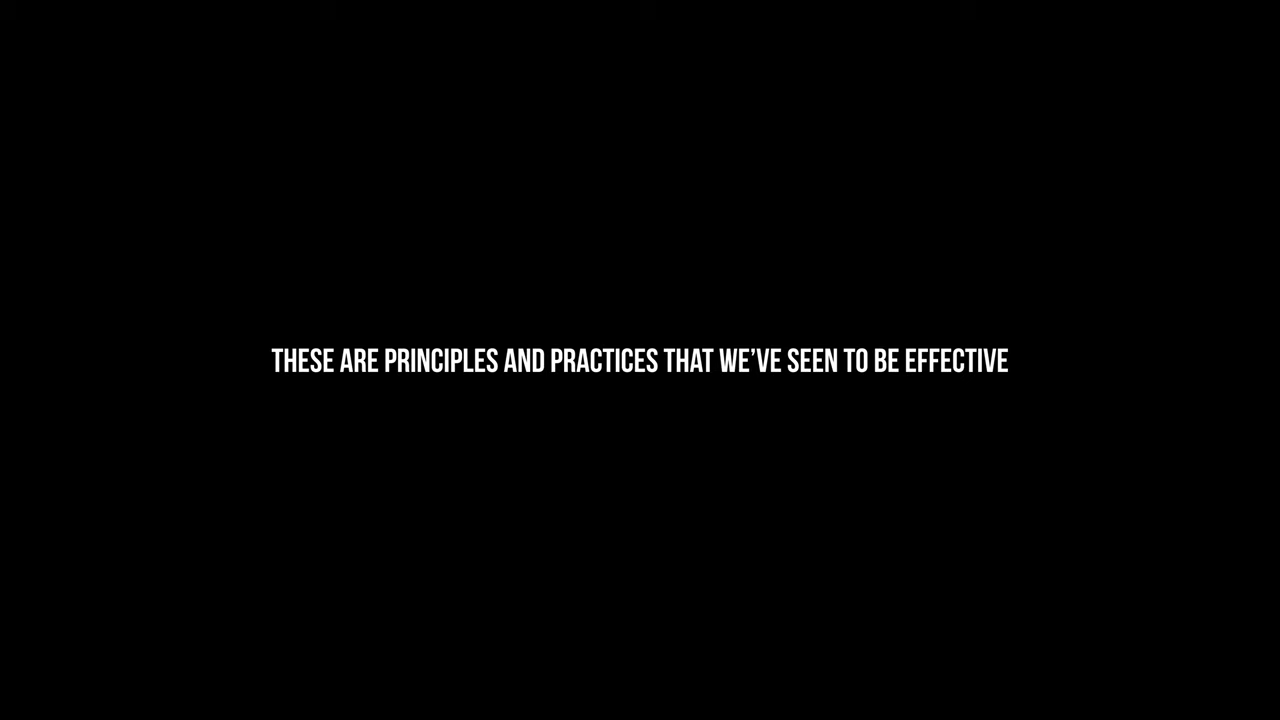 THESE ARE PRINCIPLES AND PRACTICES THAT WE’VE SEEN TO BE EFFECTIVE